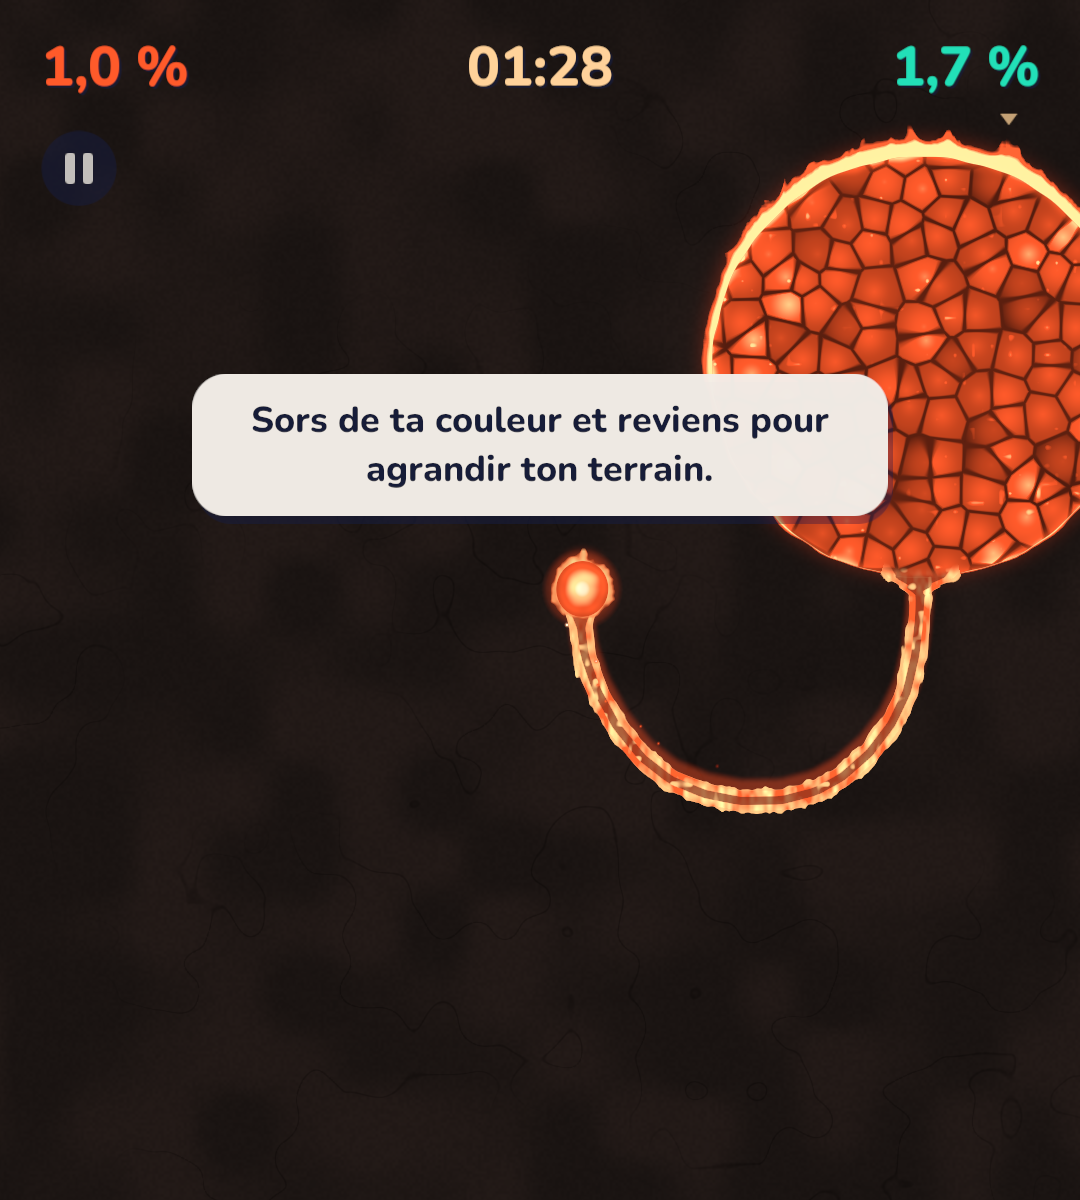 1,0 % 01:28 1,7 %
Sors de ta couleur et reviens pour
agrandir ton terrain.